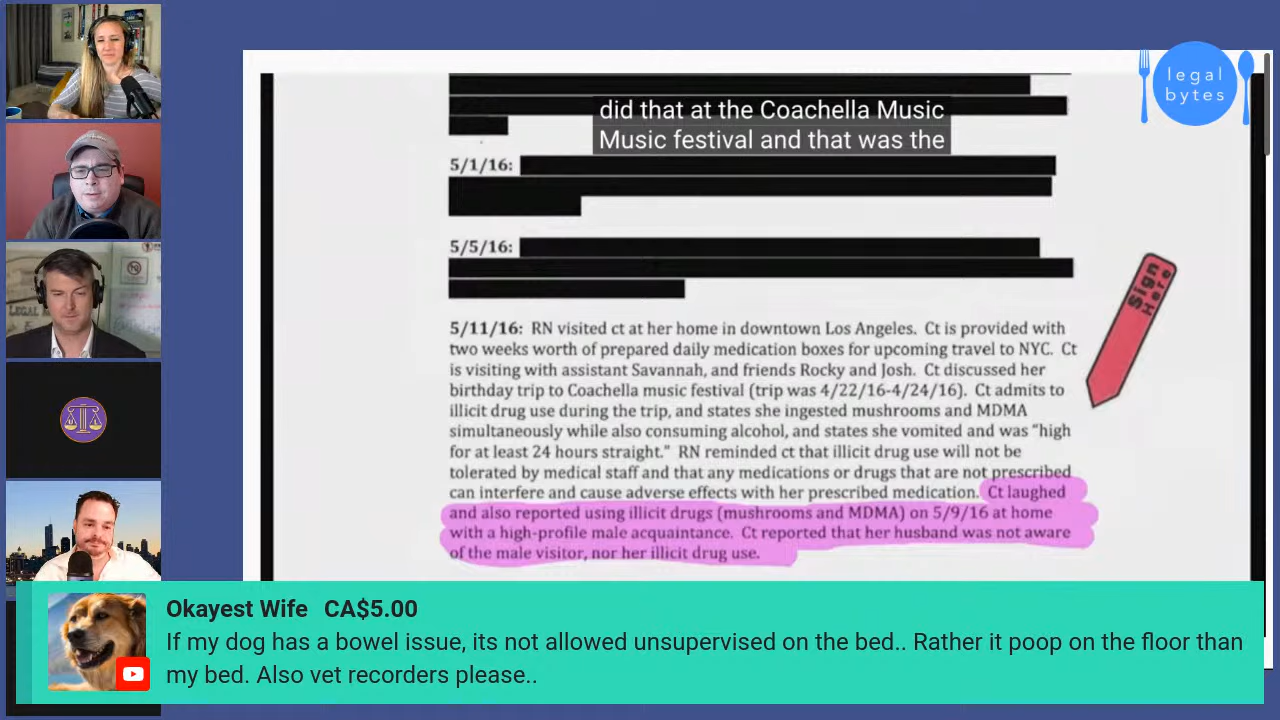 legal
bytes
did that at the Coachella Music
Music festival and that was the
5/1/16:
5/5/16:
Sign
Here
5/11/16: RN visited ct at her home in downtown Los Angeles. Ct is provided with
two weeks worth of prepared daily medication boxes for upcoming travel to NYC. Ct
is visiting with assistant Savannah, and friends Rocky and Josh. Ct discussed her
birthday trip to Coachella music festival (trip was 4/22/16-4/24/16). Ct admits to
illicit drug use during the trip, and states she ingested mushrooms and MDMA
simultaneously while also consuming alcohol, and states she vomited and was “high
for at least 24 hours straight.” RN reminded ct that illicit drug use will not be
tolerated by medical staff and that any medications or drugs that are not prescribed
can interfere and cause adverse effects with her prescribed medication. Ct laughed
and also reported using illicit drugs (mushrooms and MDMA) on 5/9/16 at home
with a high-profile male acquaintance. Ct reported that her husband was not aware
of the male visitor, nor her illicit drug use.
Okayest Wife CA$5.00
If my dog has a bowel issue, its not allowed unsupervised on the bed.. Rather it poop on the floor than
my bed. Also vet recorders please..